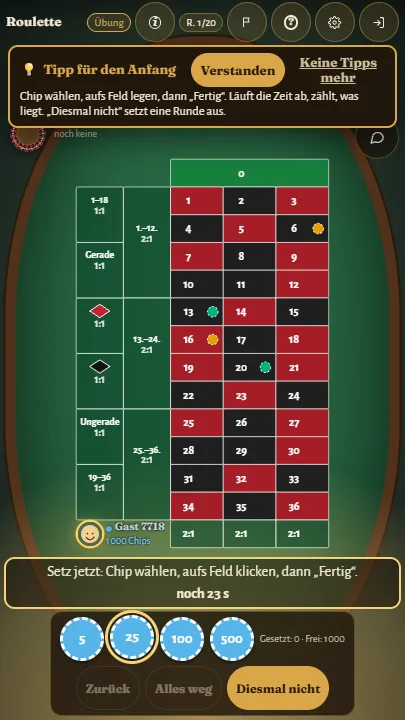 Roulette Übung R. 1/20
Tipp für den Anfang Verstanden Keine Tipps mehr
Chip wählen, aufs Feld legen, dann „Fertig“. Läuft die Zeit ab, zählt, was
liegt. „Diesmal nicht“ setzt eine Runde aus.
noch keine
0
1–18
1:1
1.–12.
2:1
1 2 3
4 5 6
Gerade
1:1
7 8 9
10 11 12
1:1
13.–24.
2:1
13 14 15
16 17 18
1:1
19 20 21
22 23 24
Ungerade
1:1
25.–36.
2:1
25 26 27
28 29 30
19–36
1:1
31 32 33
34 35 36
Gast 7718
1000 Chips
2:1 2:1 2:1
Setz jetzt: Chip wählen, aufs Feld klicken, dann „Fertig“.
noch 23 s
5 25 100 500 Gesetzt: 0 · Frei: 1000
Zurück Alles weg Diesmal nicht